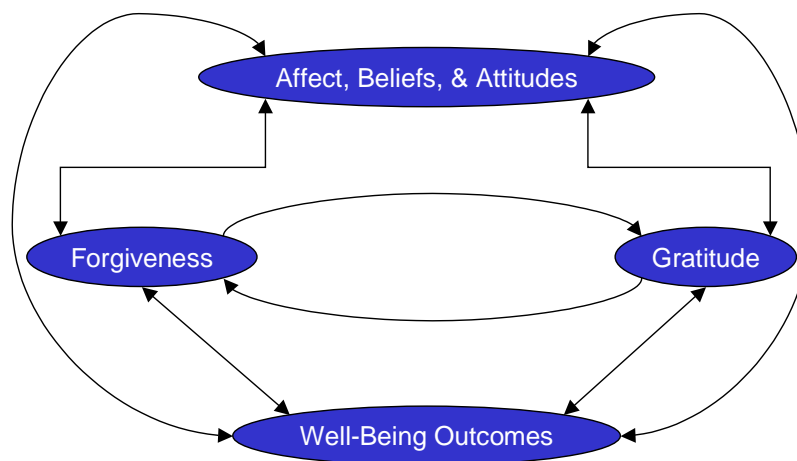 Affect, Beliefs, & Attitudes
Forgiveness
Gratitude
Well-Being Outcomes